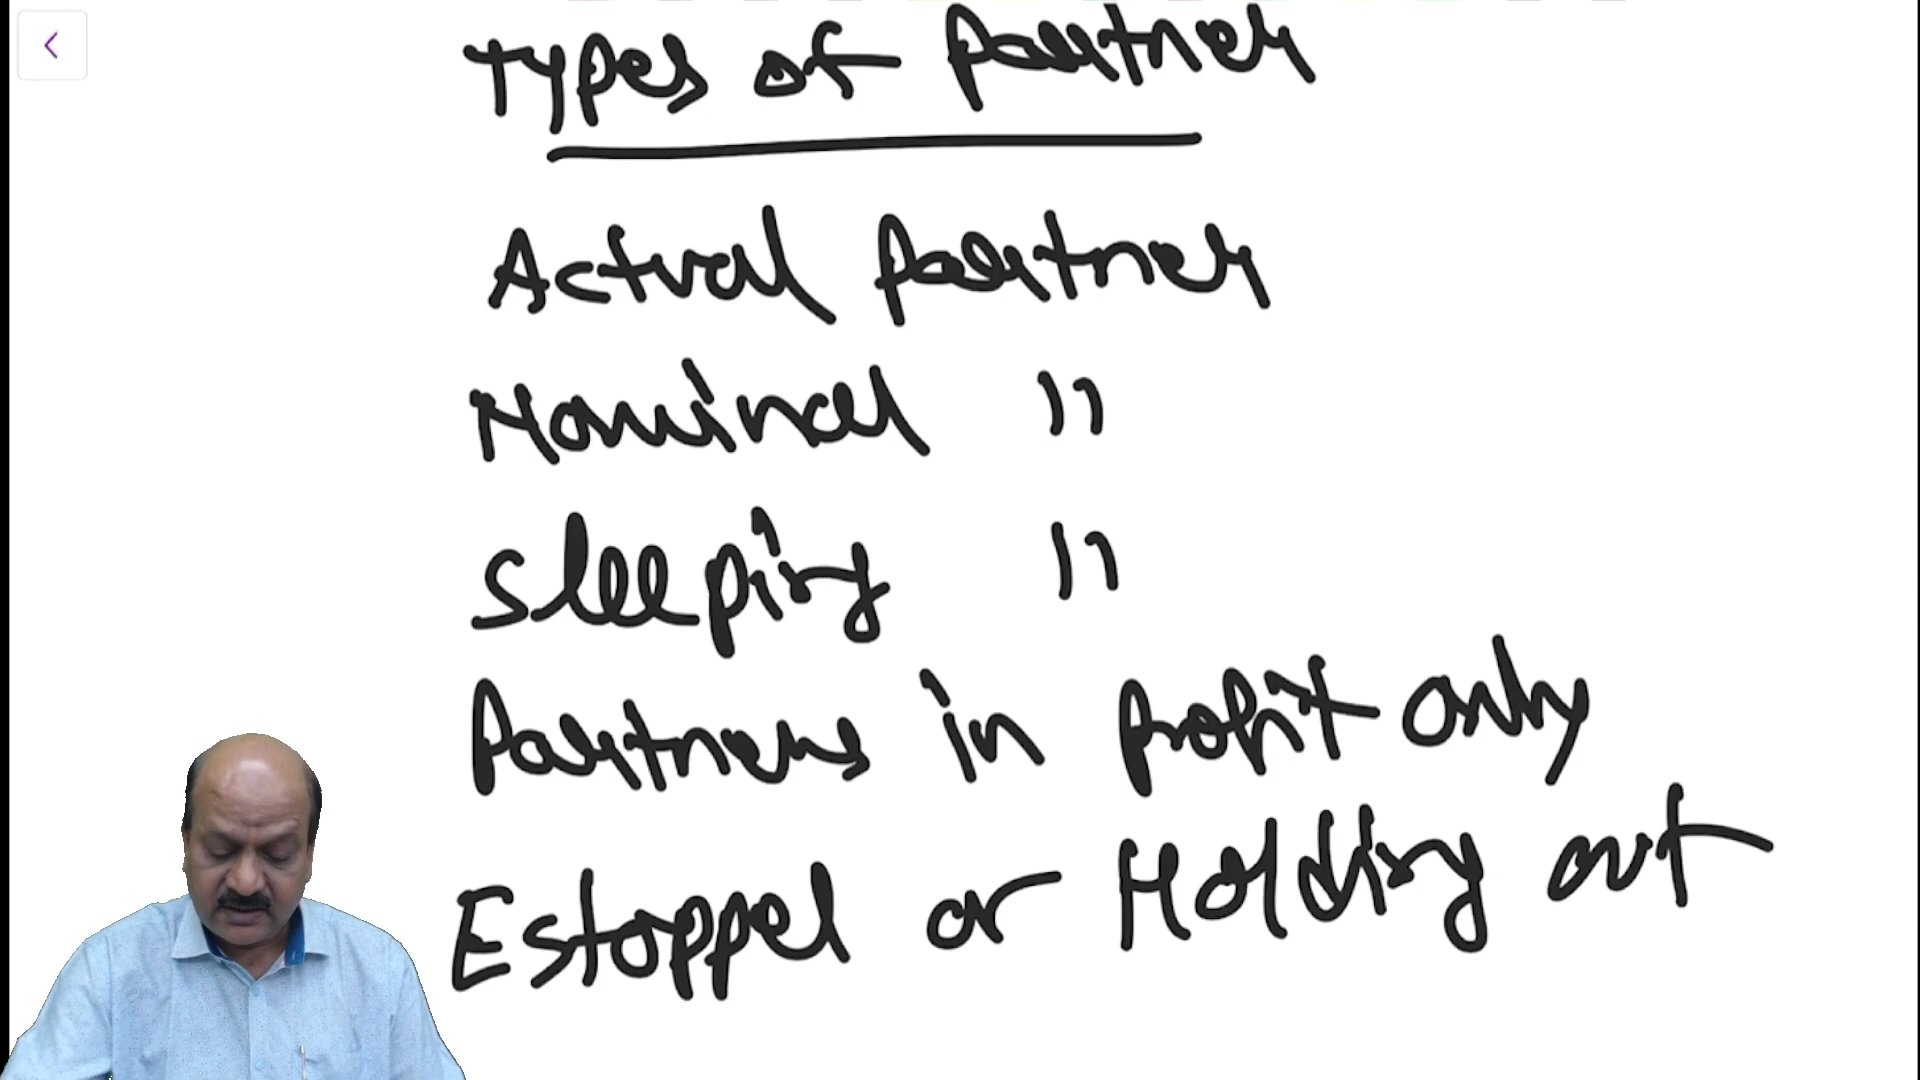 Types of Partner
Actual Partner
Nominal "
Sleeping "
Partners in Profit only
Estoppel or Holding out